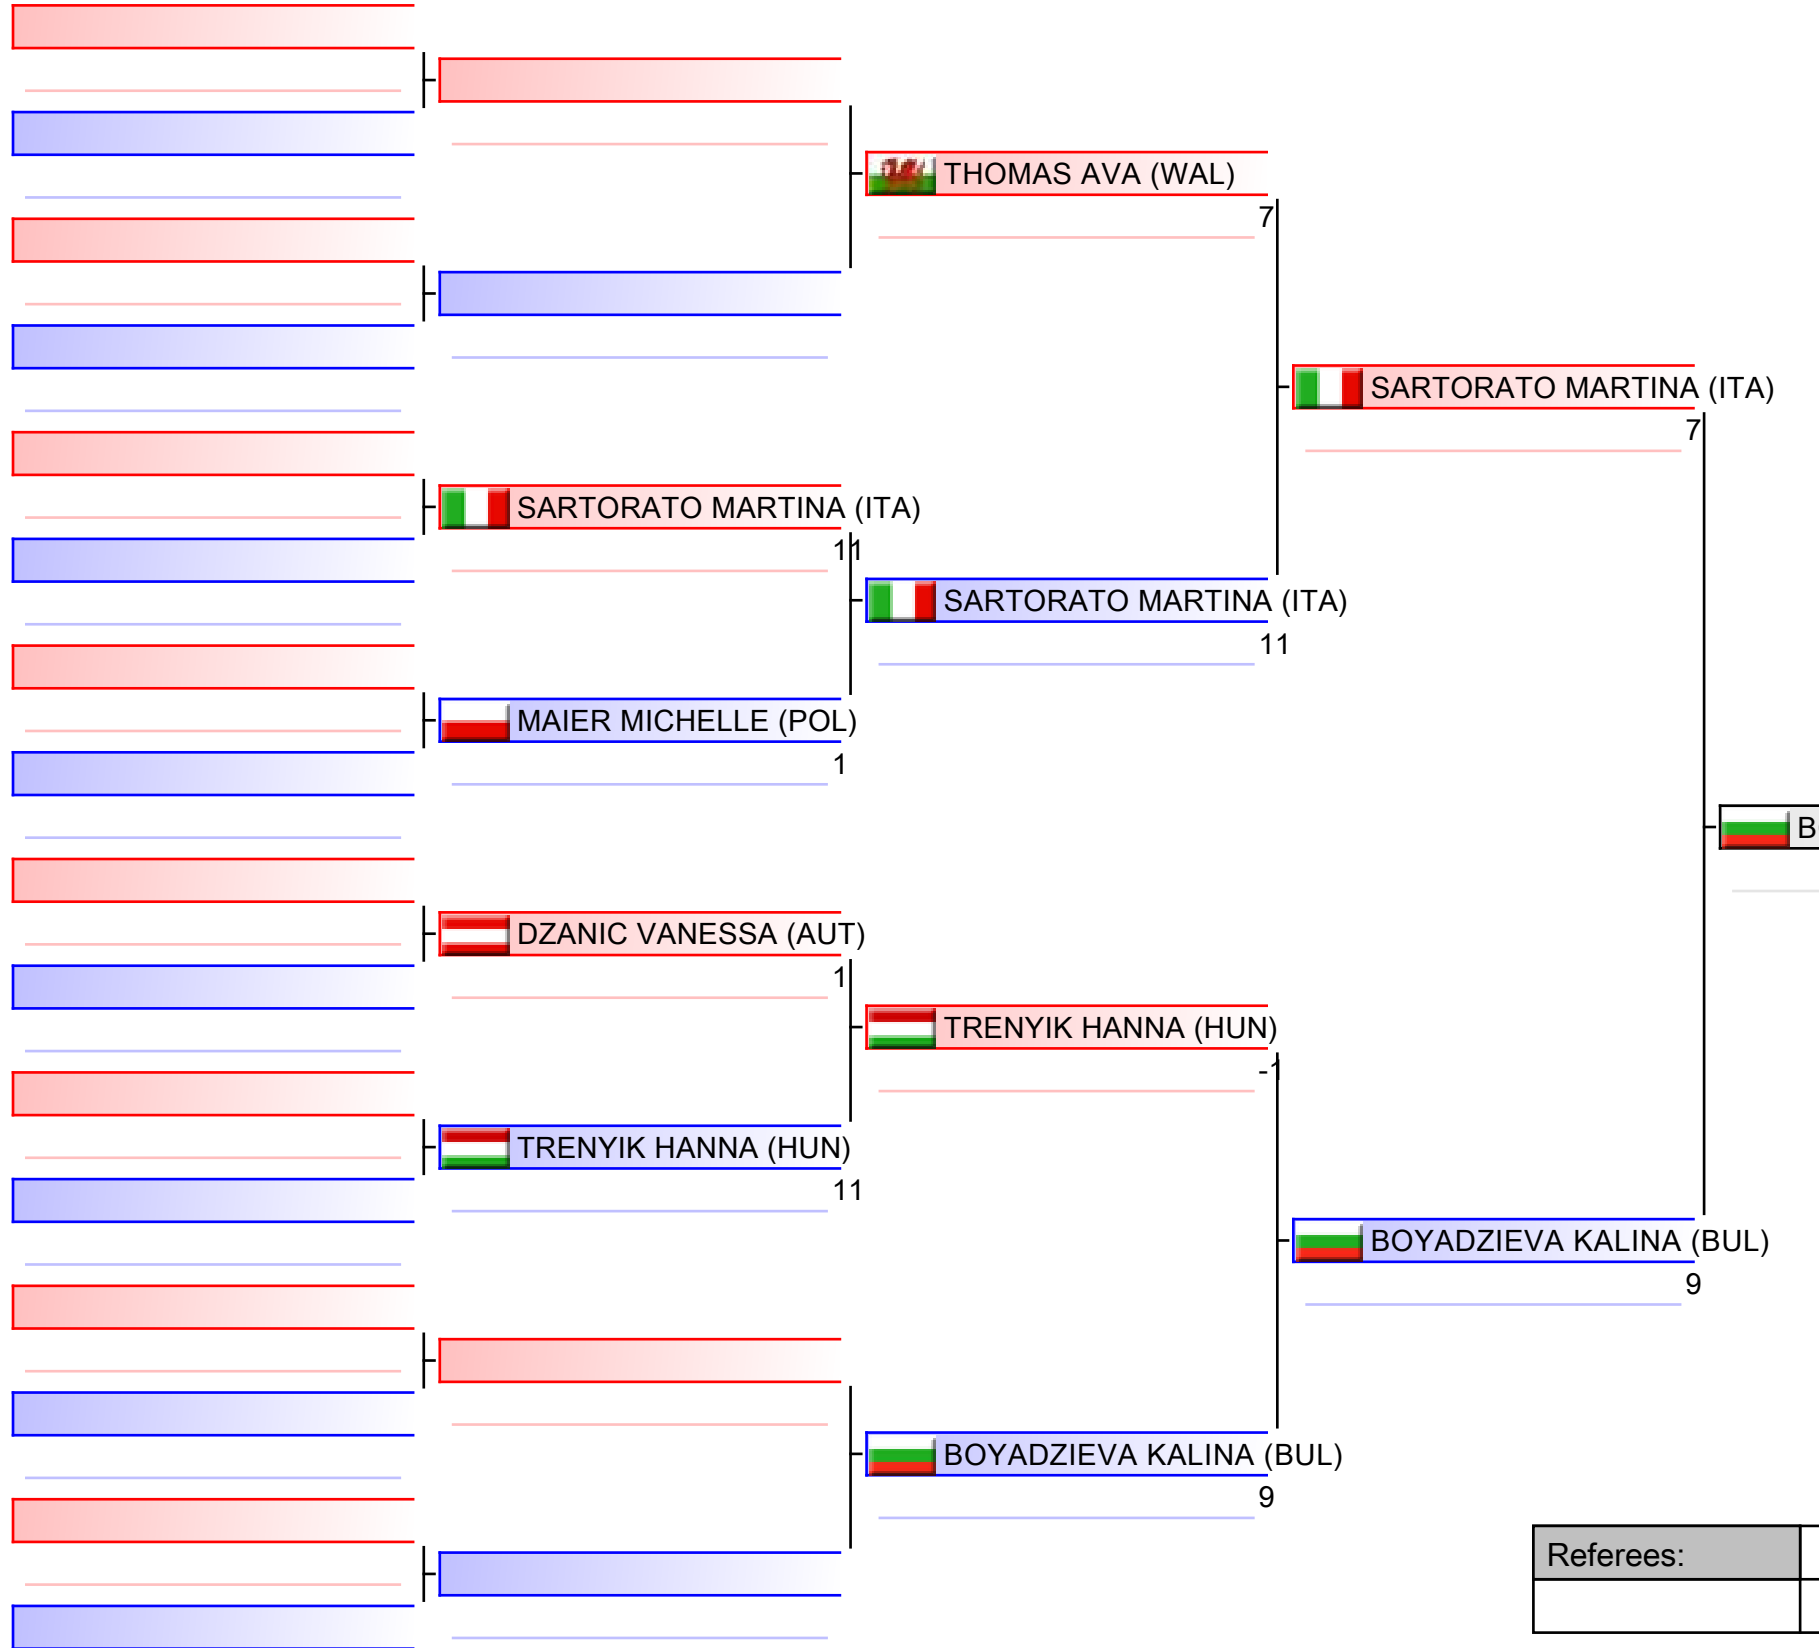 THOMAS AVA (WAL)
7
SARTORATO MARTINA (ITA)
7
SARTORATO MARTINA (ITA)
11
SARTORATO MARTINA (ITA)
11
MAIER MICHELLE (POL)
1
B
DZANIC VANESSA (AUT)
1
TRENYIK HANNA (HUN)
-1
TRENYIK HANNA (HUN)
11
BOYADZIEVA KALINA (BUL)
9
BOYADZIEVA KALINA (BUL)
9
Referees: